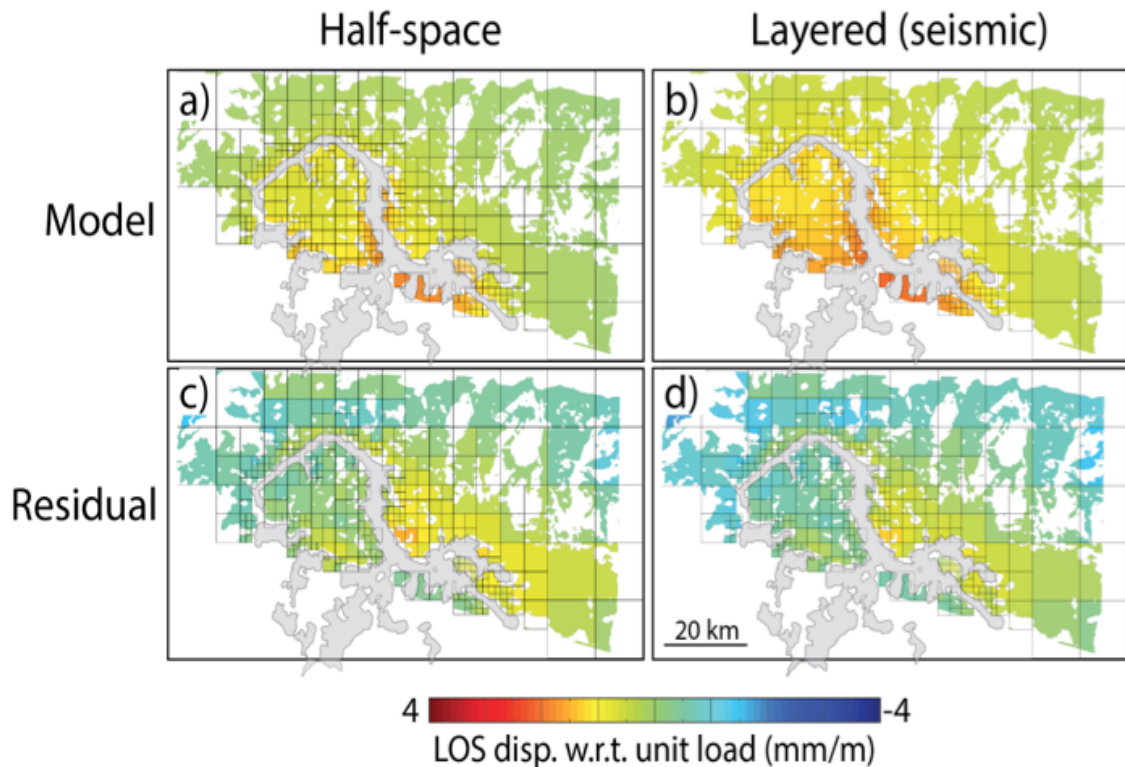 Half-space
Layered (seismic)
a)
b)
Model
c)
d)
Residual
20 km
4
-4
LOS disp. w.r.t. unit load (mm/m)